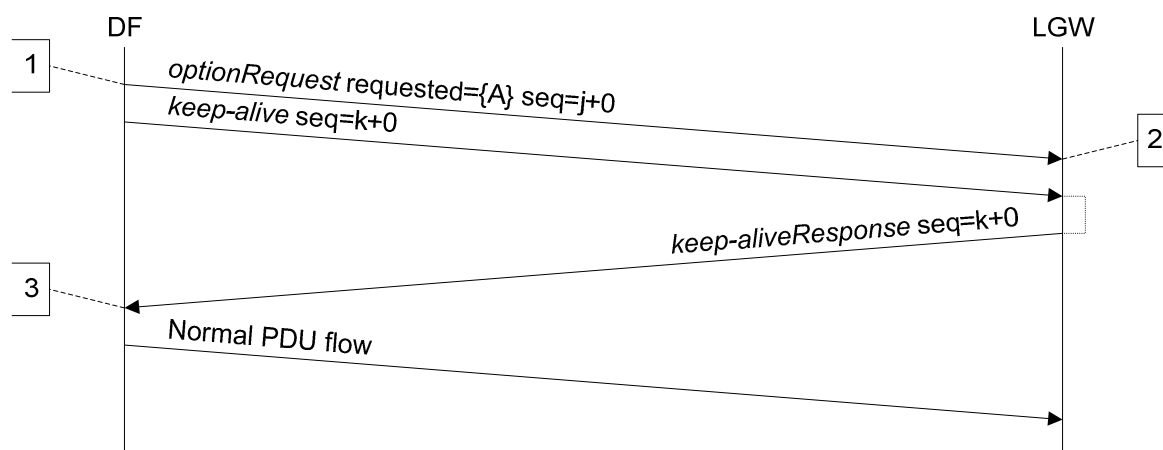 DF
LGW
1
optionRequest requested={A} seq=j+0
keep-alive seq=k+0
2
keep-aliveResponse seq=k+0
3
Normal PDU flow